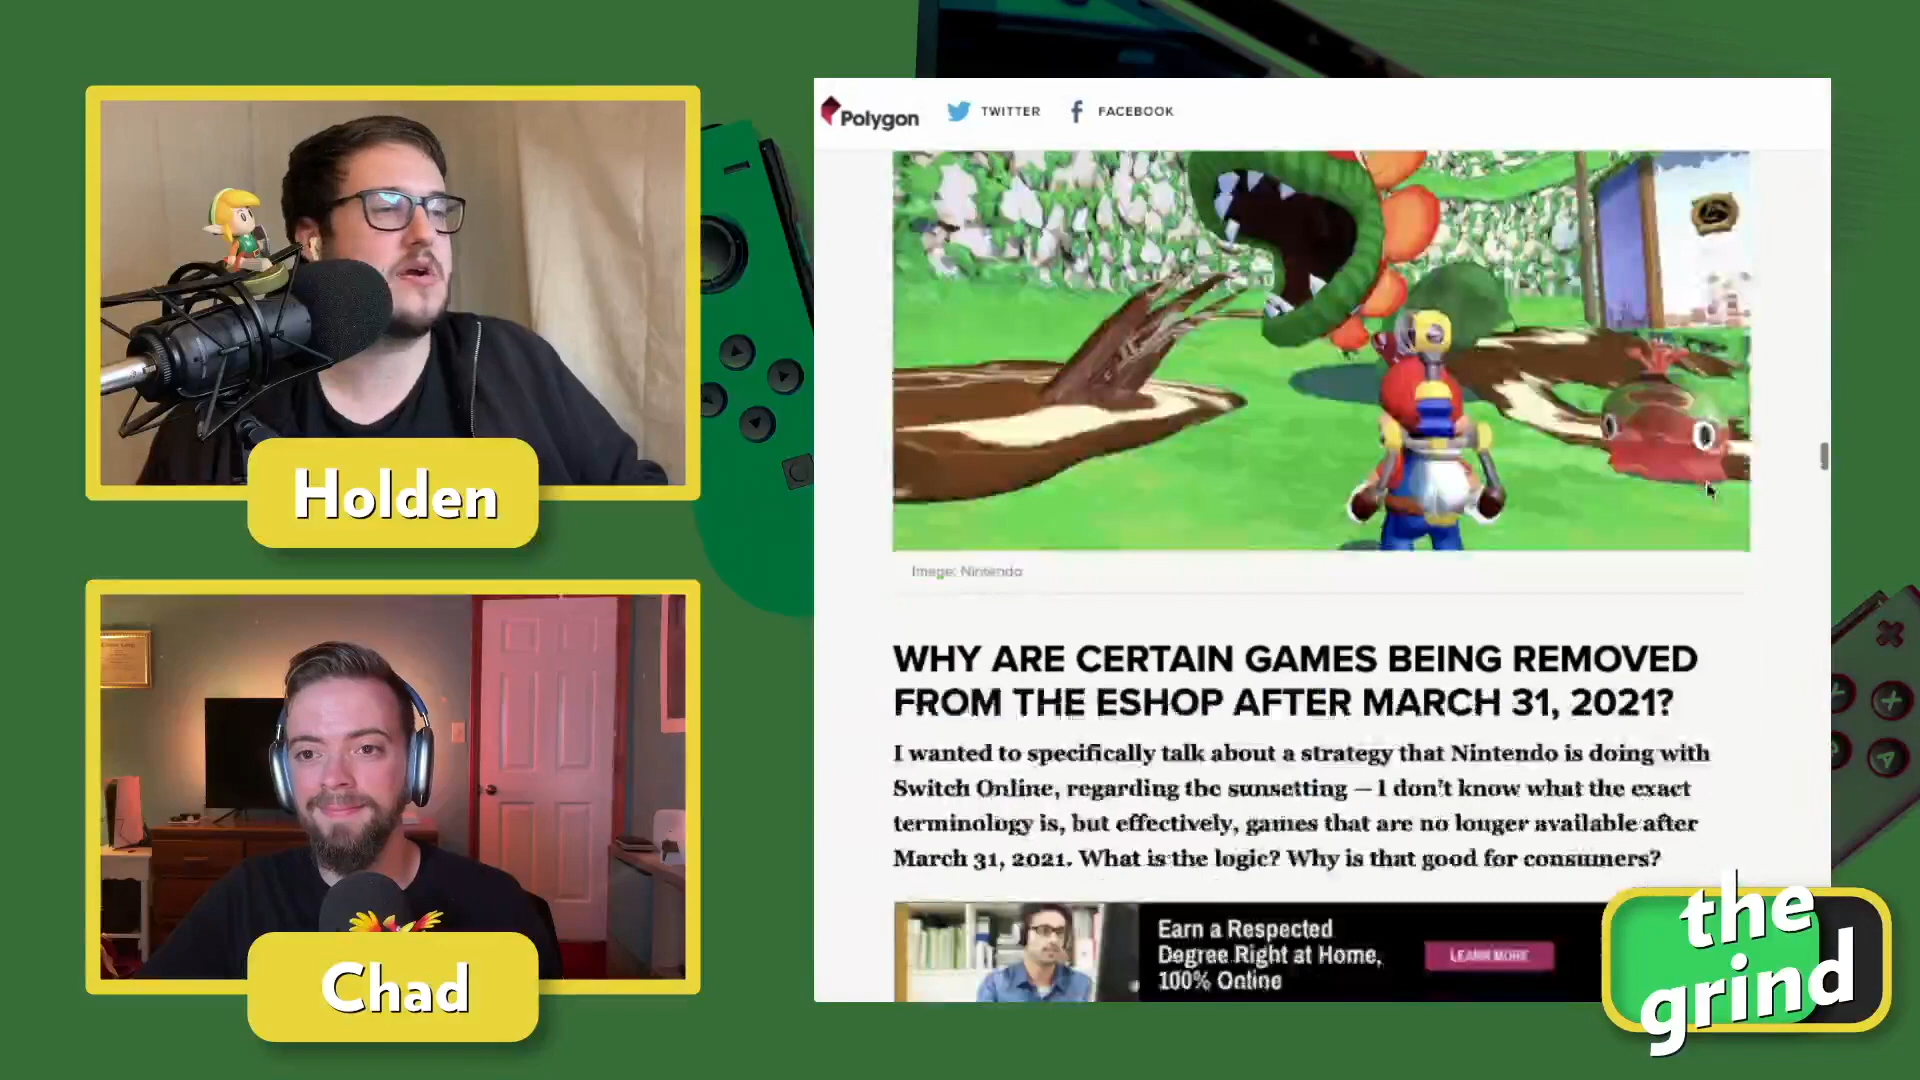 Holden
Chad
Polygon
TWITTER
FACEBOOK
Image: Nintendo
WHY ARE CERTAIN GAMES BEING REMOVED
FROM THE ESHOP AFTER MARCH 31, 2021?
I wanted to specifically talk about a strategy that Nintendo is doing with
Switch Online, regarding the sunsetting — I don't know what the exact
terminology is, but effectively, games that are no longer available after
March 31, 2021. What is the logic? Why is that good for consumers?
Earn a Respected
Degree Right at Home,
100% Online
LEARN MORE
the
grind
X
Y
A